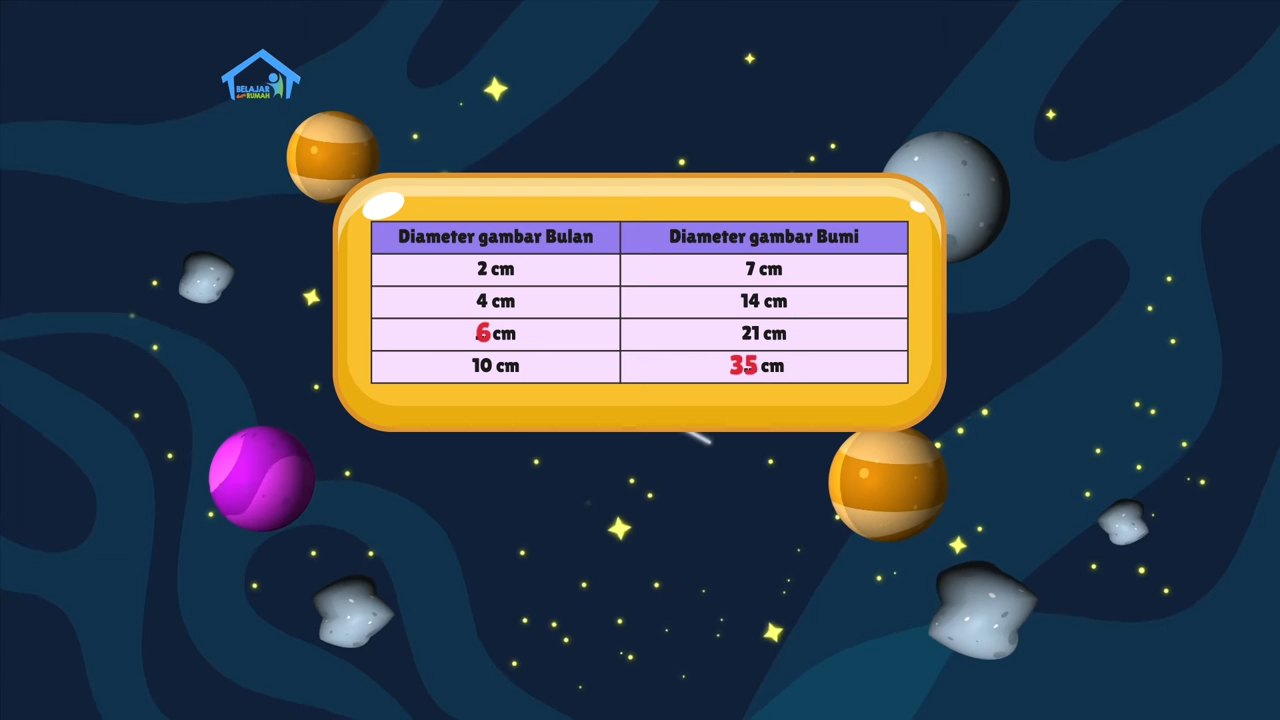 BELAJAR
dari RUMAH
Diameter gambar Bulan Diameter gambar Bumi
2 cm 7 cm
4 cm 14 cm
6 cm 21 cm
10 cm 35 cm